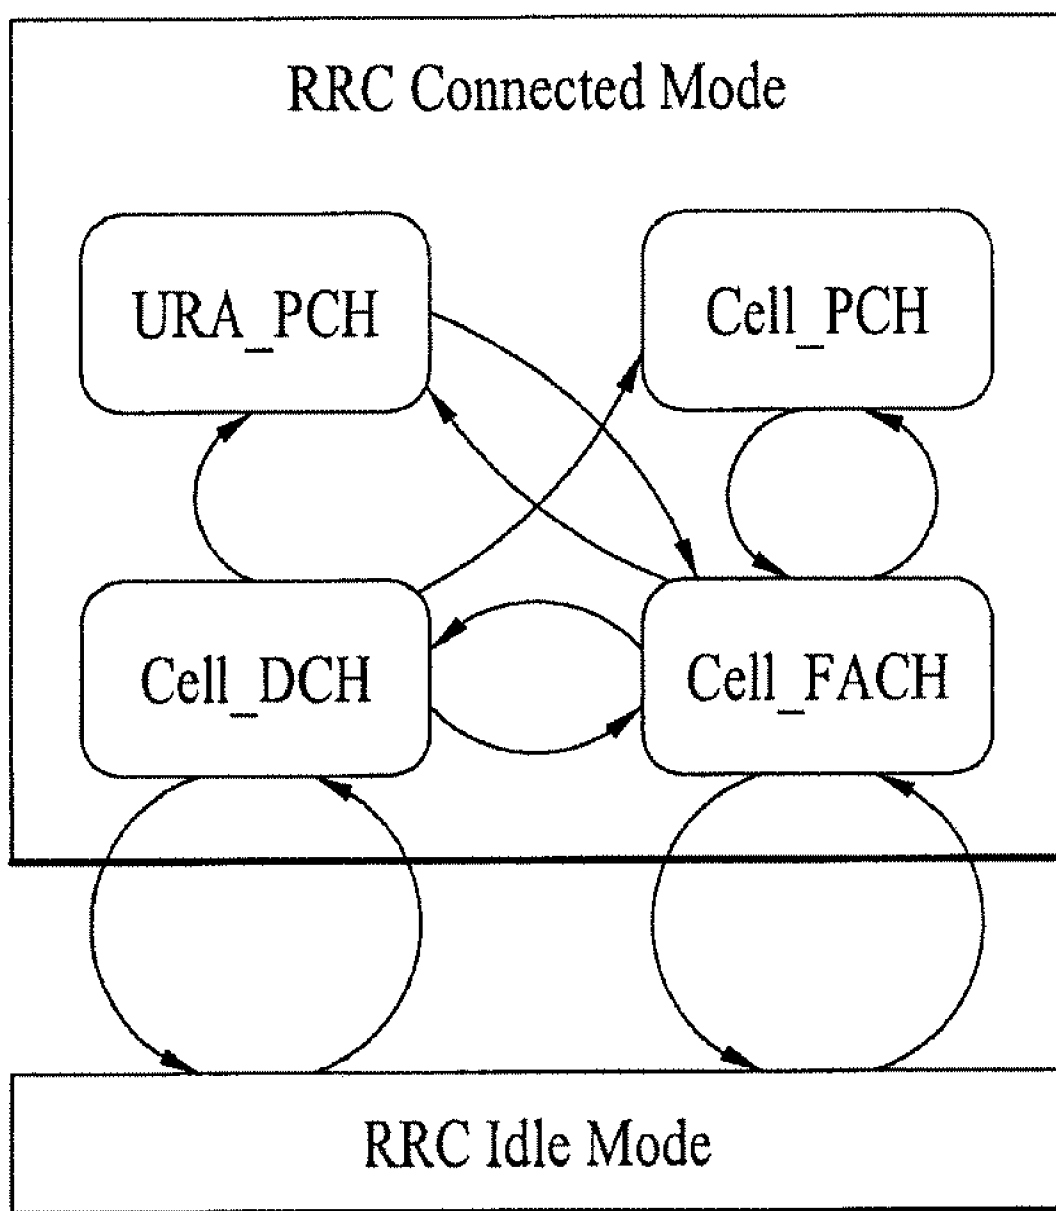 RRC Connected Mode
URA_PCH
Cell_PCH
Cell_DCH
Cell_FACH
RRC Idle Mode